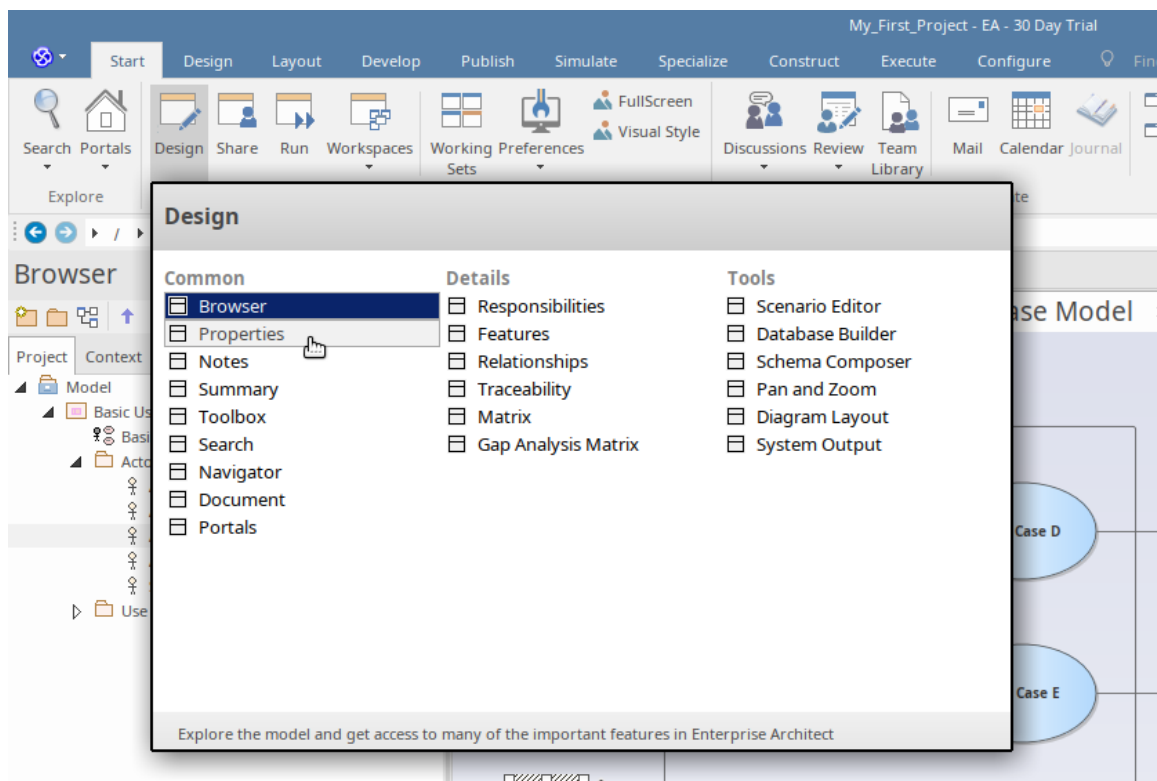 My_First_Project - EA - 30 Day Trial
Start Design Layout Develop Publish Simulate Specialize Construct Execute Configure
FullScreen
Visual Style
Search Portals Design Share Run Workspaces Working Sets Preferences Discussions Review Team Library Mail Calendar Journal
Explore
/
Browser
Project Context
Model
Design
Common
Browser
Properties
Notes
Summary
Toolbox
Search
Navigator
Document
Portals
Details
Responsibilities
Features
Relationships
Traceability
Matrix
Gap Analysis Matrix
Tools
Scenario Editor
Database Builder
Schema Composer
Pan and Zoom
Diagram Layout
System Output
Explore the model and get access to many of the important features in Enterprise Architect
Model
Basic
Use
Case D
Case E